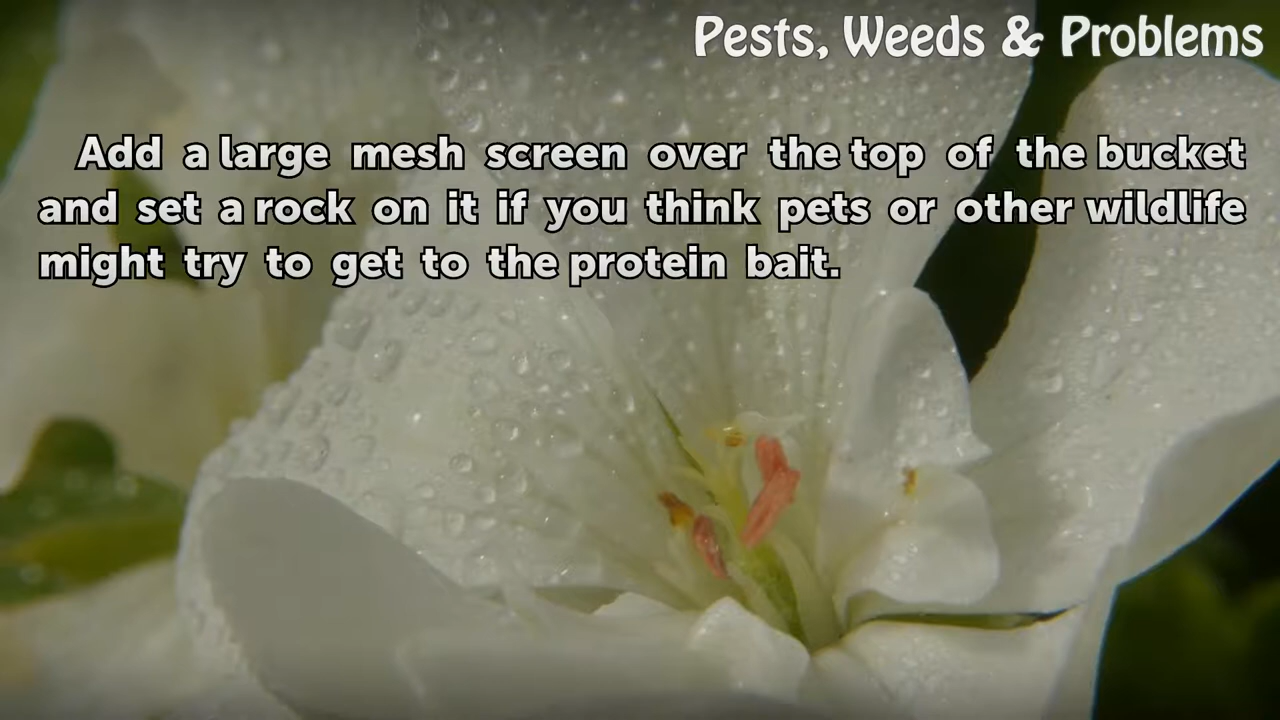 Pests, Weeds & Problems
Add a large mesh screen over the top of the bucket
and set a rock on it if you think pets or other wildlife
might try to get to the protein bait.